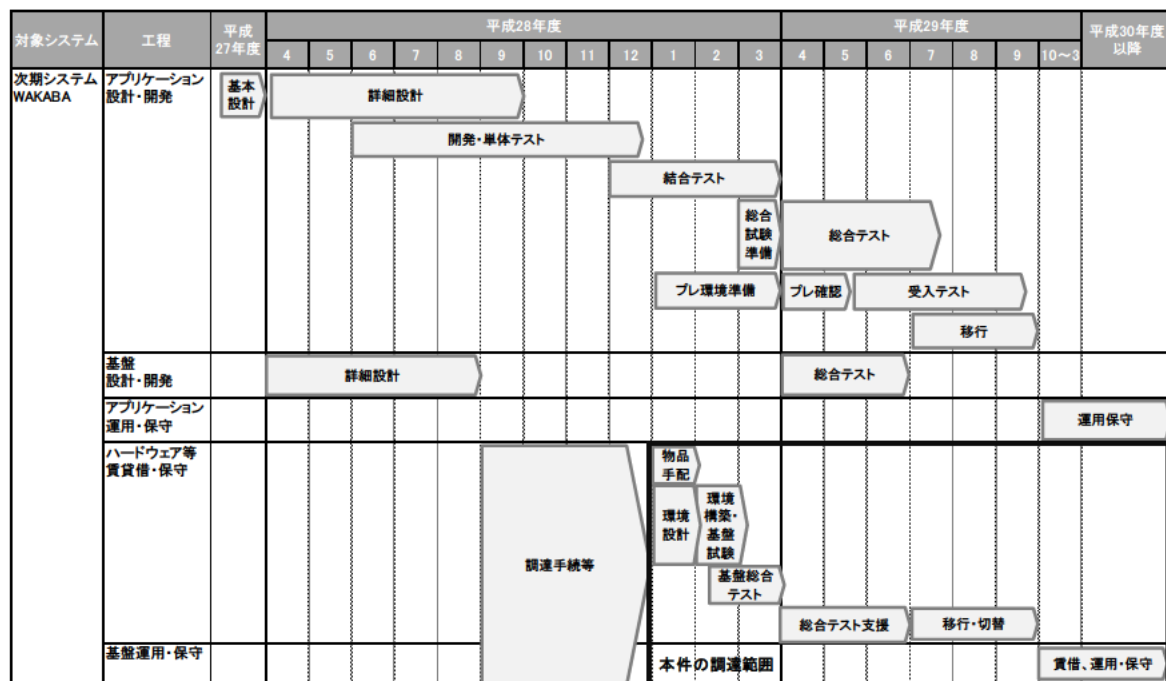 対象システム
工程
平成
27年度
平成28年度
平成29年度
平成30年度
以降
4 5 6 7 8 9 10 11 12 1 2 3 4 5 6 7 8 9 10～3
次期システム
WAKABA
アプリケーション
設計・開発
基本
設計
詳細設計
開発・単体テスト
結合テスト
総合
試験
準備
総合テスト
プレ環境準備
プレ確認
受入テスト
移行
基盤
設計・開発
詳細設計
総合テスト
アプリケーション
運用・保守
運用保守
ハードウェア等
賃貸借・保守
調達手続等
物品
手配
環境
設計
環境
構築・
基盤
試験
基盤総合
テスト
総合テスト支援
移行・切替
基盤運用・保守
本件の調達範囲
賃借、運用・保守